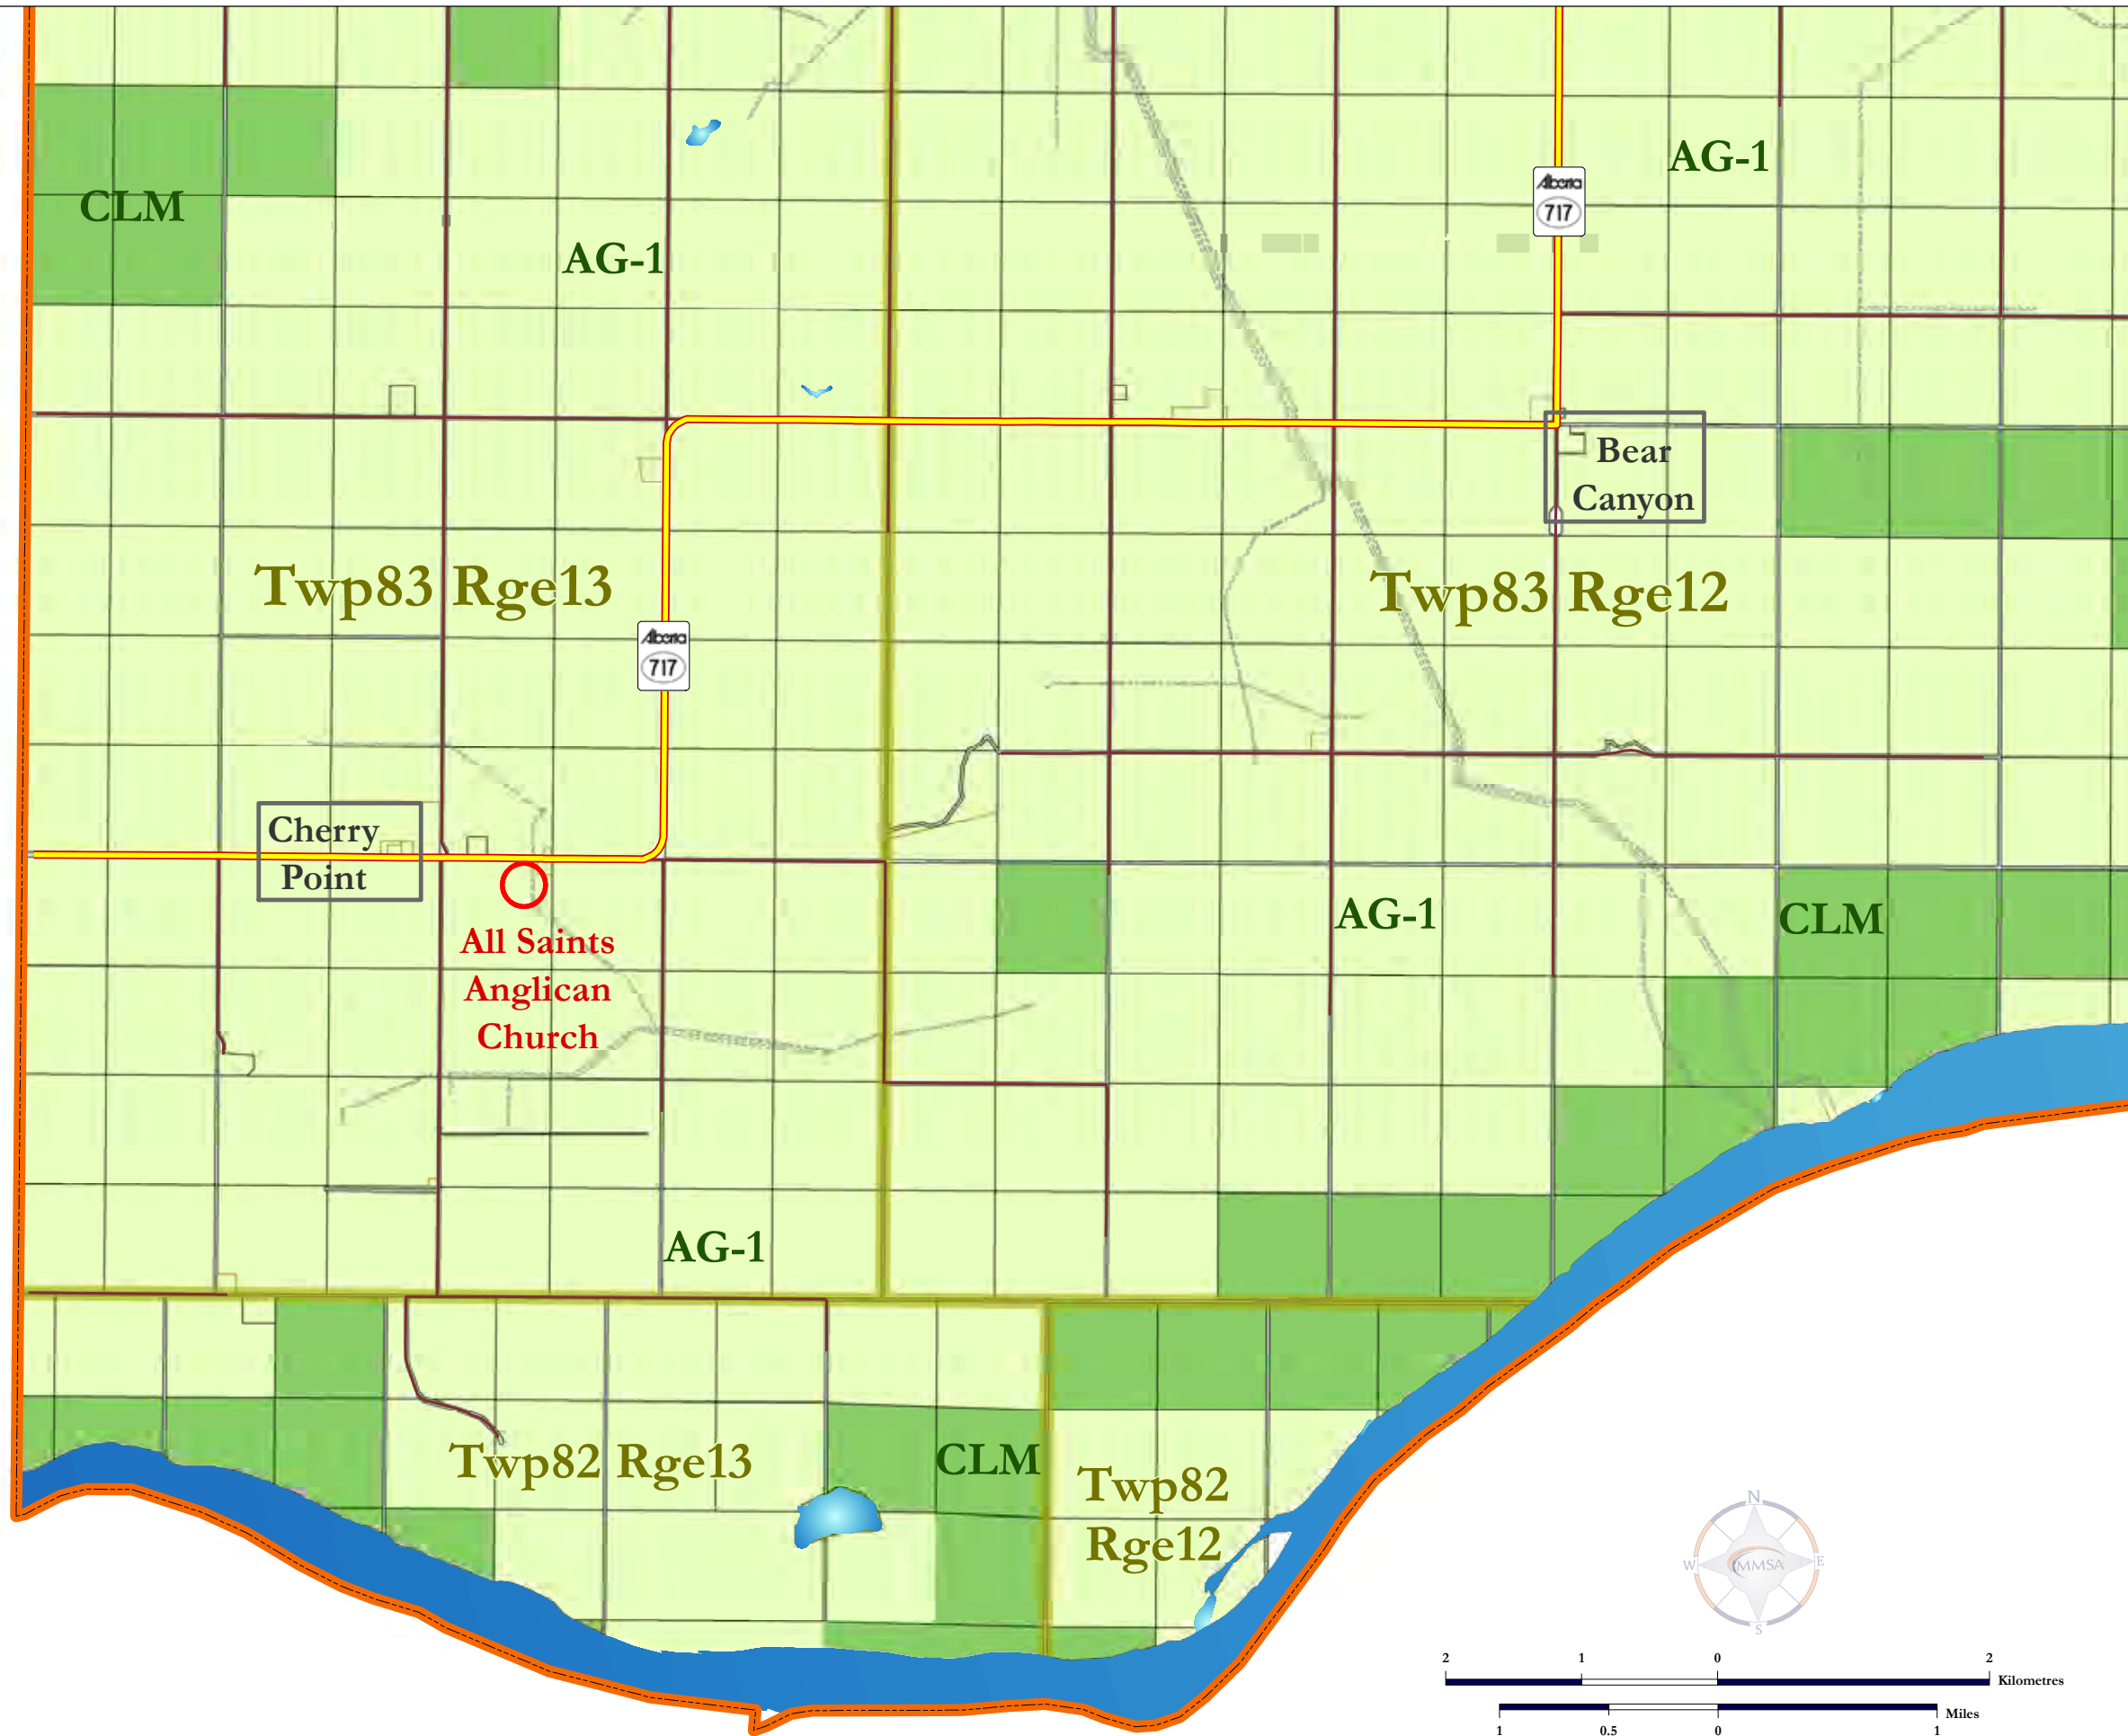 AG-1
Alberta
717
CLM
AG-1
Bear
Canyon
Twp83 Rge13
Twp83 Rge12
Alberta
717
Cherry
Point
All Saints
Anglican
Church
AG-1
CLM
AG-1
Twp82 Rge13
CLM
Twp82
Rge12
N
W
MMSA
E
S
2 1 0 2
Kilometres
Miles
1 0.5 0 1